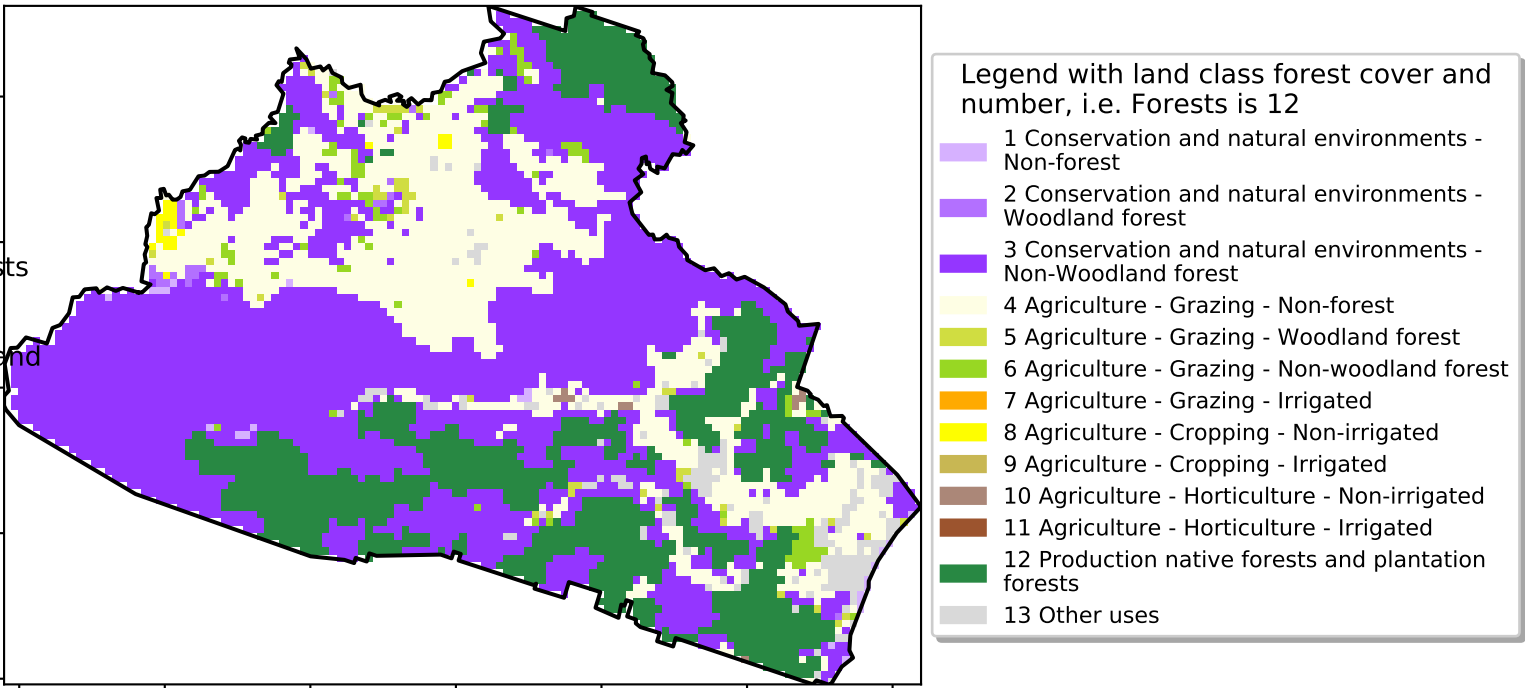 sts
and
Legend with land class forest cover and
number, i.e. Forests is 12
1 Conservation and natural environments -
Non-forest
2 Conservation and natural environments -
Woodland forest
3 Conservation and natural environments -
Non-Woodland forest
4 Agriculture - Grazing - Non-forest
5 Agriculture - Grazing - Woodland forest
6 Agriculture - Grazing - Non-woodland forest
7 Agriculture - Grazing - Irrigated
8 Agriculture - Cropping - Non-irrigated
9 Agriculture - Cropping - Irrigated
10 Agriculture - Horticulture - Non-irrigated
11 Agriculture - Horticulture - Irrigated
12 Production native forests and plantation
forests
13 Other uses